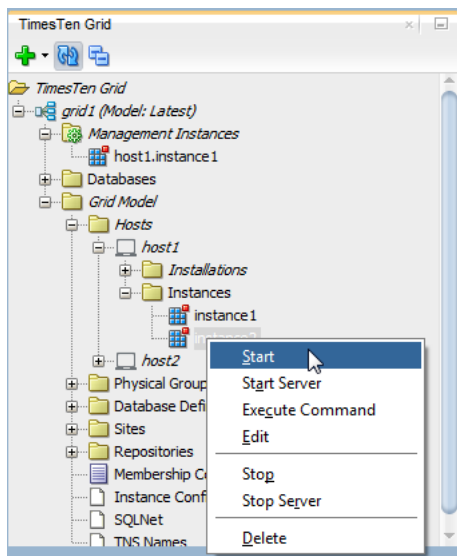 TimesTen Grid
TimesTen Grid
grid1 (Model: Latest)
Management Instances
host1.instance1
Databases
Grid Model
Hosts
host1
Installations
Instances
instance1
instance2
host2
Physical Group
Database Defi
Sites
Repositories
Membership C
Instance Conf
SQLNet
TNS Names
Start
Start Server
Execute Command
Edit
Stop
Stop Server
Delete